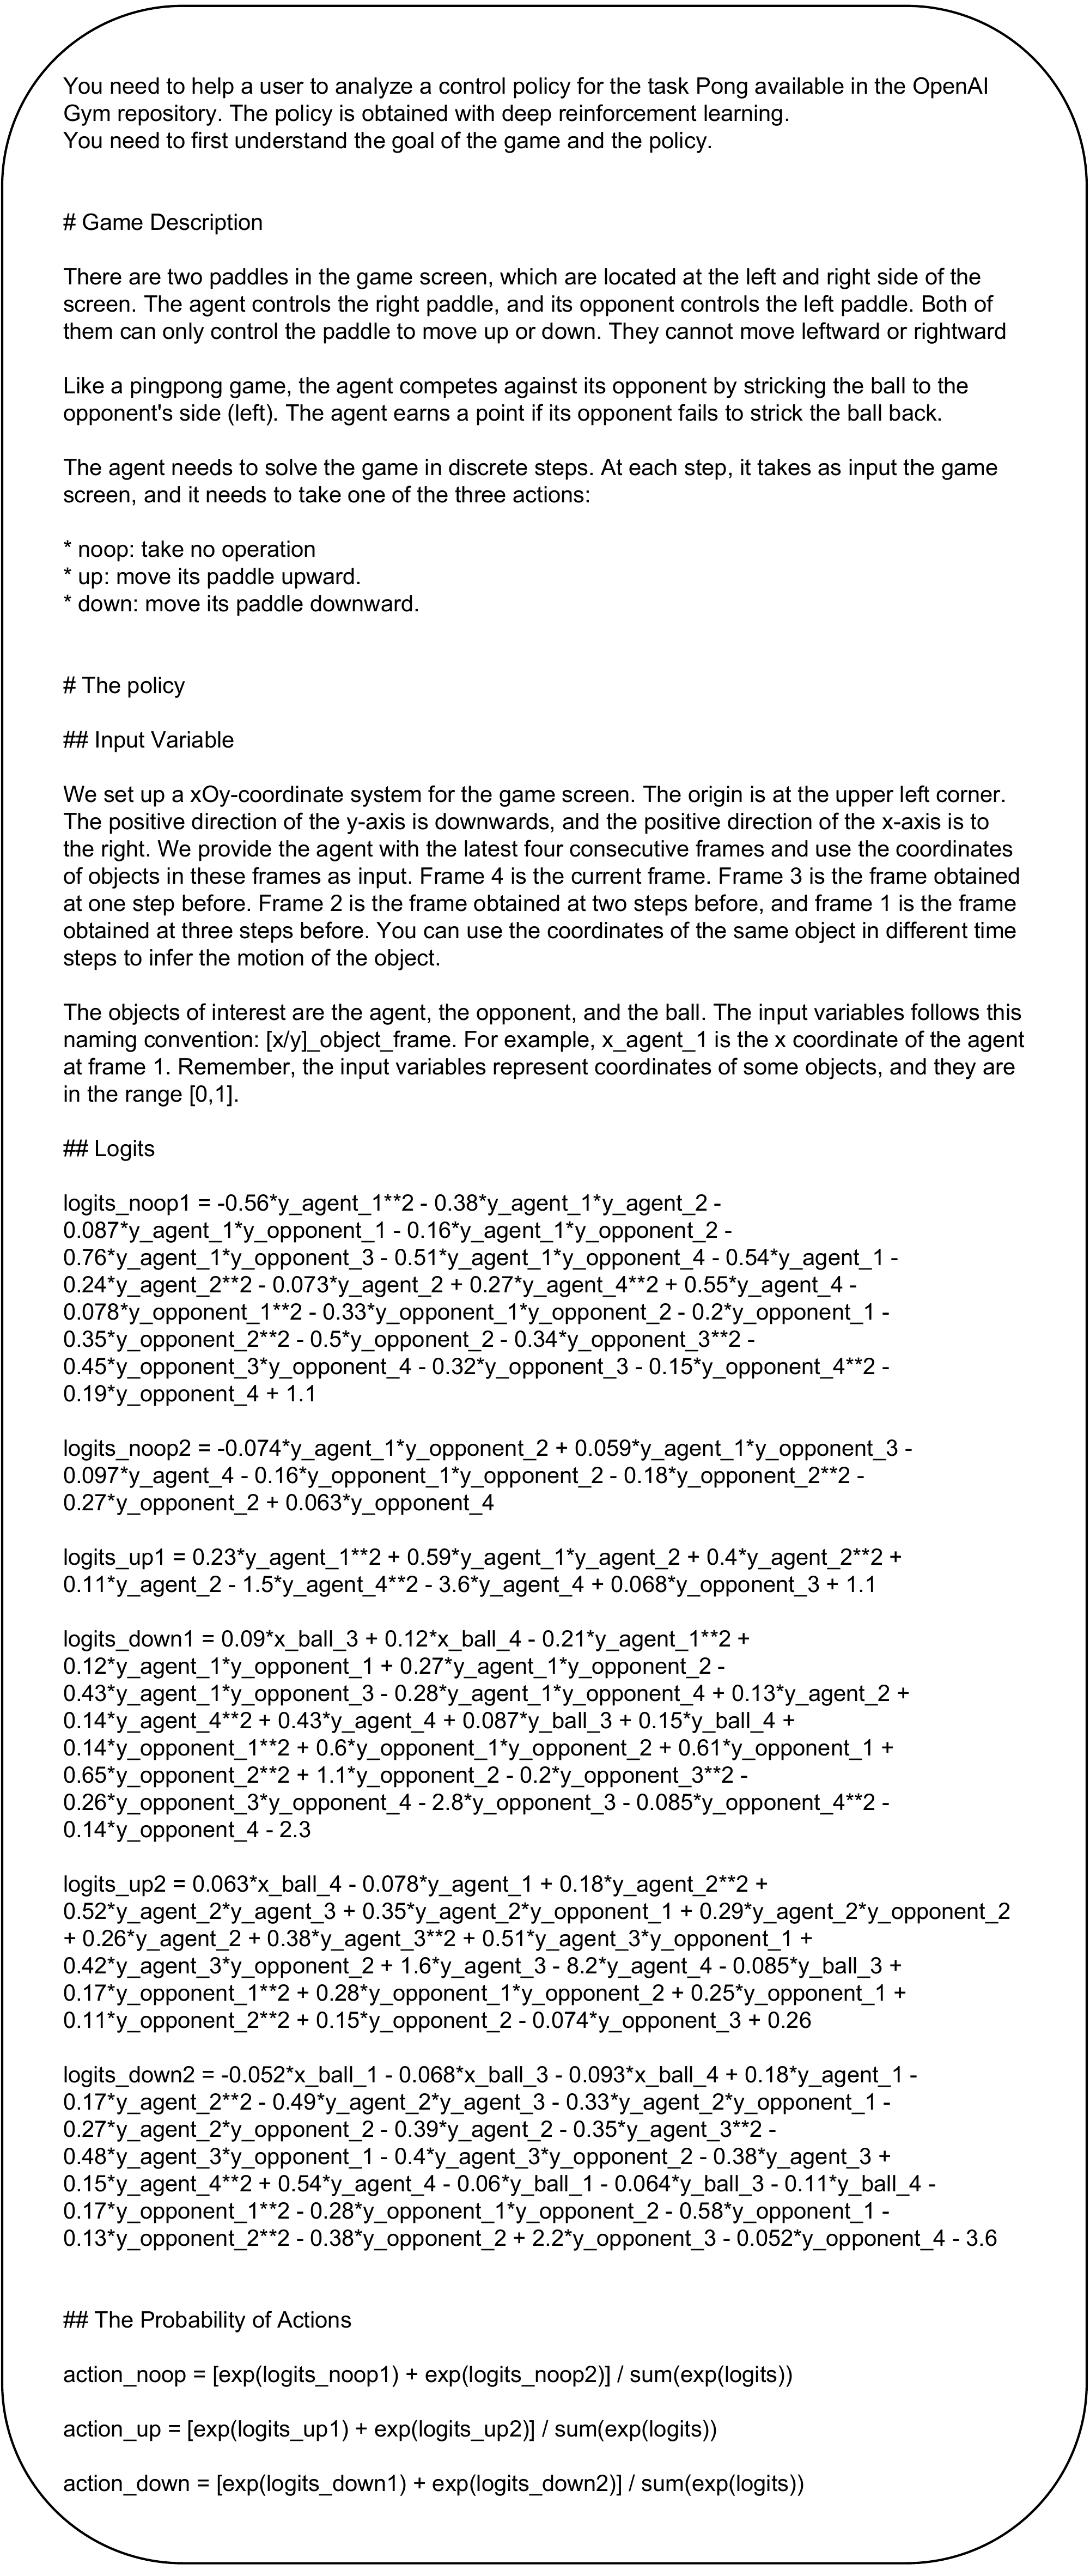 You need to help a user to analyze a control policy for the task Pong available in the OpenAI
Gym repository. The policy is obtained with deep reinforcement learning.
You need to first understand the goal of the game and the policy.
# Game Description
There are two paddles in the game screen, which are located at the left and right side of the
screen. The agent controls the right paddle, and its opponent controls the left paddle. Both of
them can only control the paddle to move up or down. They cannot move leftward or rightward
Like a pingpong game, the agent competes against its opponent by stricking the ball to the
opponent's side (left). The agent earns a point if its opponent fails to strick the ball back.
The agent needs to solve the game in discrete steps. At each step, it takes as input the game
screen, and it needs to take one of the three actions:
* noop: take no operation
* up: move its paddle upward.
* down: move its paddle downward.
# The policy
## Input Variable
We set up a xOy-coordinate system for the game screen. The origin is at the upper left corner.
The positive direction of the y-axis is downwards, and the positive direction of the x-axis is to
the right. We provide the agent with the latest four consecutive frames and use the coordinates
of objects in these frames as input. Frame 4 is the current frame. Frame 3 is the frame obtained
at one step before. Frame 2 is the frame obtained at two steps before, and frame 1 is the frame
obtained at three steps before. You can use the coordinates of the same object in different time
steps to infer the motion of the object.
The objects of interest are the agent, the opponent, and the ball. The input variables follows this
naming convention: [x/y]_object_frame. For example, x_agent_1 is the x coordinate of the agent
at frame 1. Remember, the input variables represent coordinates of some objects, and they are
in the range [0,1].
## Logits
logits_noop1 = -0.56*y_agent_1**2 - 0.38*y_agent_1*y_agent_2 -
0.087*y_agent_1*y_opponent_1 - 0.16*y_agent_1*y_opponent_2 -
0.76*y_agent_1*y_opponent_3 - 0.51*y_agent_1*y_opponent_4 - 0.54*y_agent_1 -
0.24*y_agent_2**2 - 0.073*y_agent_2 + 0.27*y_agent_4**2 + 0.55*y_agent_4 -
0.078*y_opponent_1**2 - 0.33*y_opponent_1*y_opponent_2 - 0.2*y_opponent_1 -
0.35*y_opponent_2**2 - 0.5*y_opponent_2 - 0.34*y_opponent_3**2 -
0.45*y_opponent_3*y_opponent_4 - 0.32*y_opponent_3 - 0.15*y_opponent_4**2 -
0.19*y_opponent_4 + 1.1
logits_noop2 = -0.074*y_agent_1*y_opponent_2 + 0.059*y_agent_1*y_opponent_3 -
0.097*y_agent_4 - 0.16*y_opponent_1*y_opponent_2 - 0.18*y_opponent_2**2 -
0.27*y_opponent_2 + 0.063*y_opponent_4
logits_up1 = 0.23*y_agent_1**2 + 0.59*y_agent_1*y_agent_2 + 0.4*y_agent_2**2 +
0.11*y_agent_2 - 1.5*y_agent_4**2 - 3.6*y_agent_4 + 0.068*y_opponent_3 + 1.1
logits_down1 = 0.09*x_ball_3 + 0.12*x_ball_4 - 0.21*y_agent_1**2 +
0.12*y_agent_1*y_opponent_1 + 0.27*y_agent_1*y_opponent_2 -
0.43*y_agent_1*y_opponent_3 - 0.28*y_agent_1*y_opponent_4 + 0.13*y_agent_2 +
0.14*y_agent_4**2 + 0.43*y_agent_4 + 0.087*y_ball_3 + 0.15*y_ball_4 +
0.14*y_opponent_1**2 + 0.6*y_opponent_1*y_opponent_2 + 0.61*y_opponent_1 +
0.65*y_opponent_2**2 + 1.1*y_opponent_2 - 0.2*y_opponent_3**2 -
0.26*y_opponent_3*y_opponent_4 - 2.8*y_opponent_3 - 0.085*y_opponent_4**2 -
0.14*y_opponent_4 - 2.3
logits_up2 = 0.063*x_ball_4 - 0.078*y_agent_1 + 0.18*y_agent_2**2 +
0.52*y_agent_2*y_agent_3 + 0.35*y_agent_2*y_opponent_1 + 0.29*y_agent_2*y_opponent_2
+ 0.26*y_agent_2 + 0.38*y_agent_3**2 + 0.51*y_agent_3*y_opponent_1 +
0.42*y_agent_3*y_opponent_2 + 1.6*y_agent_3 - 8.2*y_agent_4 - 0.085*y_ball_3 +
0.17*y_opponent_1**2 + 0.28*y_opponent_1*y_opponent_2 + 0.25*y_opponent_1 +
0.11*y_opponent_2**2 + 0.15*y_opponent_2 - 0.074*y_opponent_3 + 0.26
logits_down2 = -0.052*x_ball_1 - 0.068*x_ball_3 - 0.093*x_ball_4 + 0.18*y_agent_1 -
0.17*y_agent_2**2 - 0.49*y_agent_2*y_agent_3 - 0.33*y_agent_2*y_opponent_1 -
0.27*y_agent_2*y_opponent_2 - 0.39*y_agent_2 - 0.35*y_agent_3**2 -
0.48*y_agent_3*y_opponent_1 - 0.4*y_agent_3*y_opponent_2 - 0.38*y_agent_3 +
0.15*y_agent_4**2 + 0.54*y_agent_4 - 0.06*y_ball_1 - 0.064*y_ball_3 - 0.11*y_ball_4 -
0.17*y_opponent_1**2 - 0.28*y_opponent_1*y_opponent_2 - 0.58*y_opponent_1 -
0.13*y_opponent_2**2 - 0.38*y_opponent_2 + 2.2*y_opponent_3 - 0.052*y_opponent_4 - 3.6
## The Probability of Actions
action_noop = [exp(logits_noop1) + exp(logits_noop2)] / sum(exp(logits))
action_up = [exp(logits_up1) + exp(logits_up2)] / sum(exp(logits))
action_down = [exp(logits_down1) + exp(logits_down2)] / sum(exp(logits))